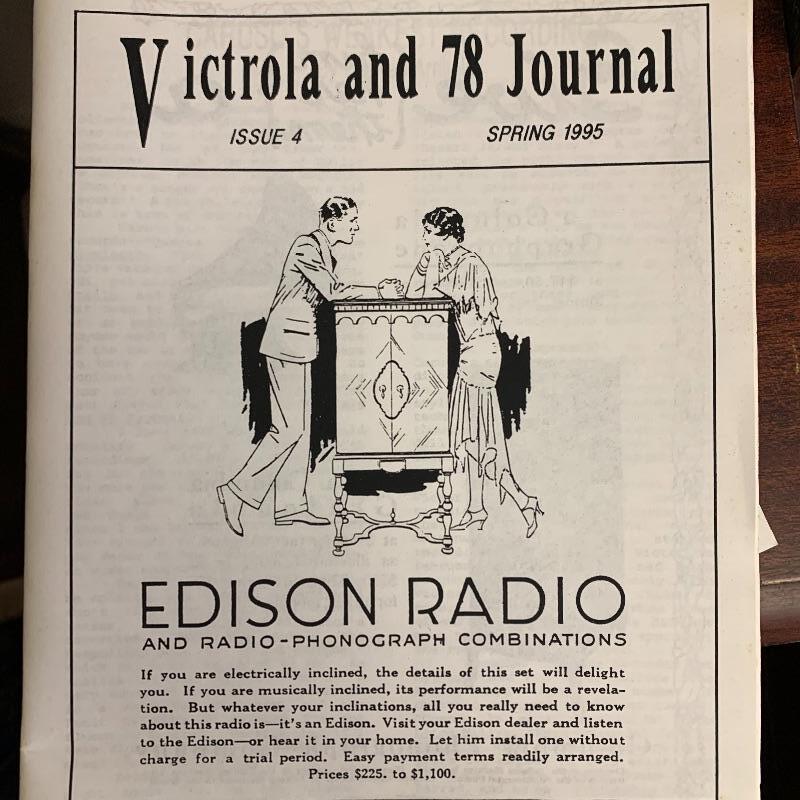 Victrola and 78 Journal
ISSUE 4 SPRING 1995
EDISON RADIO
AND RADIO-PHONOGRAPH COMBINATIONS
If you are electrically inclined, the details of this set will delight
you. If you are musically inclined, its performance will be a revela-
tion. But whatever your inclinations, all you really need to know
about this radio is—it's an Edison. Visit your Edison dealer and listen
to the Edison—or hear it in your home. Let him install one without
charge for a trial period. Easy payment terms readily arranged.
Prices $225. to $1,100.